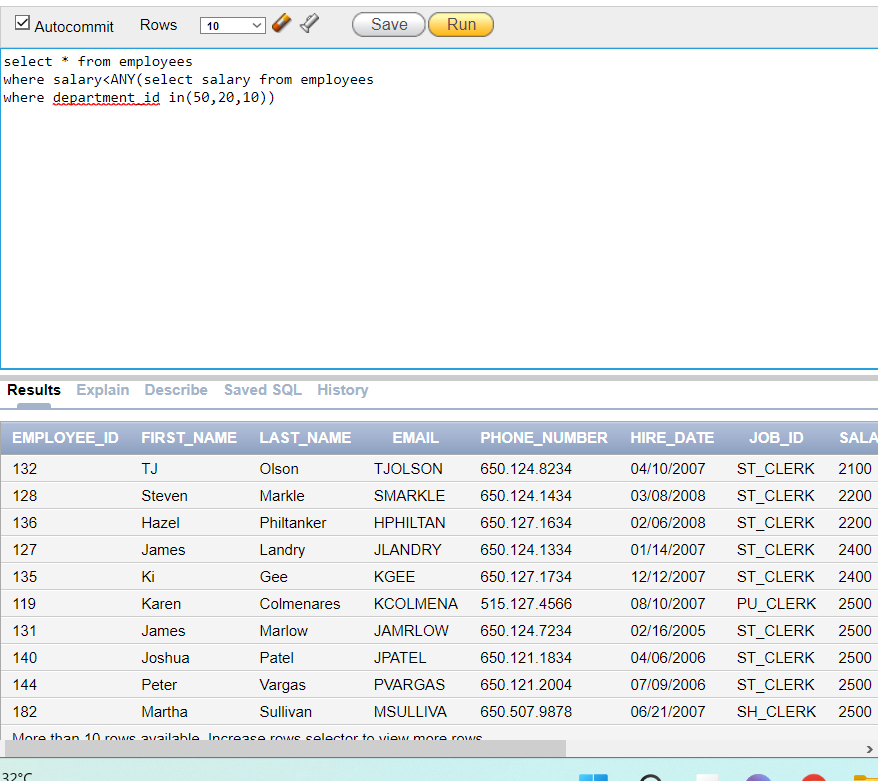 Autocommit Rows 10 Save Run
select * from employees
where salary<ANY(select salary from employees
where department_id in(50,20,10))
Results Explain Describe Saved SQL History
EMPLOYEE_ID FIRST_NAME LAST_NAME EMAIL PHONE_NUMBER HIRE_DATE JOB_ID SALA
132 TJ Olson TJOLSON 650.124.8234 04/10/2007 ST_CLERK 2100
128 Steven Markle SMARKLE 650.124.1434 03/08/2008 ST_CLERK 2200
136 Hazel Philtanker HPHILTAN 650.127.1634 02/06/2008 ST_CLERK 2200
127 James Landry JLANDRY 650.124.1334 01/14/2007 ST_CLERK 2400
135 Ki Gee KGEE 650.127.1734 12/12/2007 ST_CLERK 2400
119 Karen Colmenares KCOLMENA 515.127.4566 08/10/2007 PU_CLERK 2500
131 James Marlow JAMRLOW 650.124.7234 02/16/2005 ST_CLERK 2500
140 Joshua Patel JPATEL 650.121.1834 04/06/2006 ST_CLERK 2500
144 Peter Vargas PVARGAS 650.121.2004 07/09/2006 ST_CLERK 2500
182 Martha Sullivan MSULLIVA 650.507.9878 06/21/2007 SH_CLERK 2500
More than 10 rows available. Increase rows selector to view more rows.
32°C